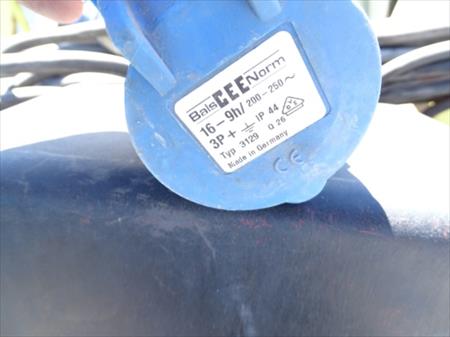 Bals CEE Norm
16-9h/200-250~
3P+⏚ IP 44
Typ 3129 Q 26
Made in Germany
CE